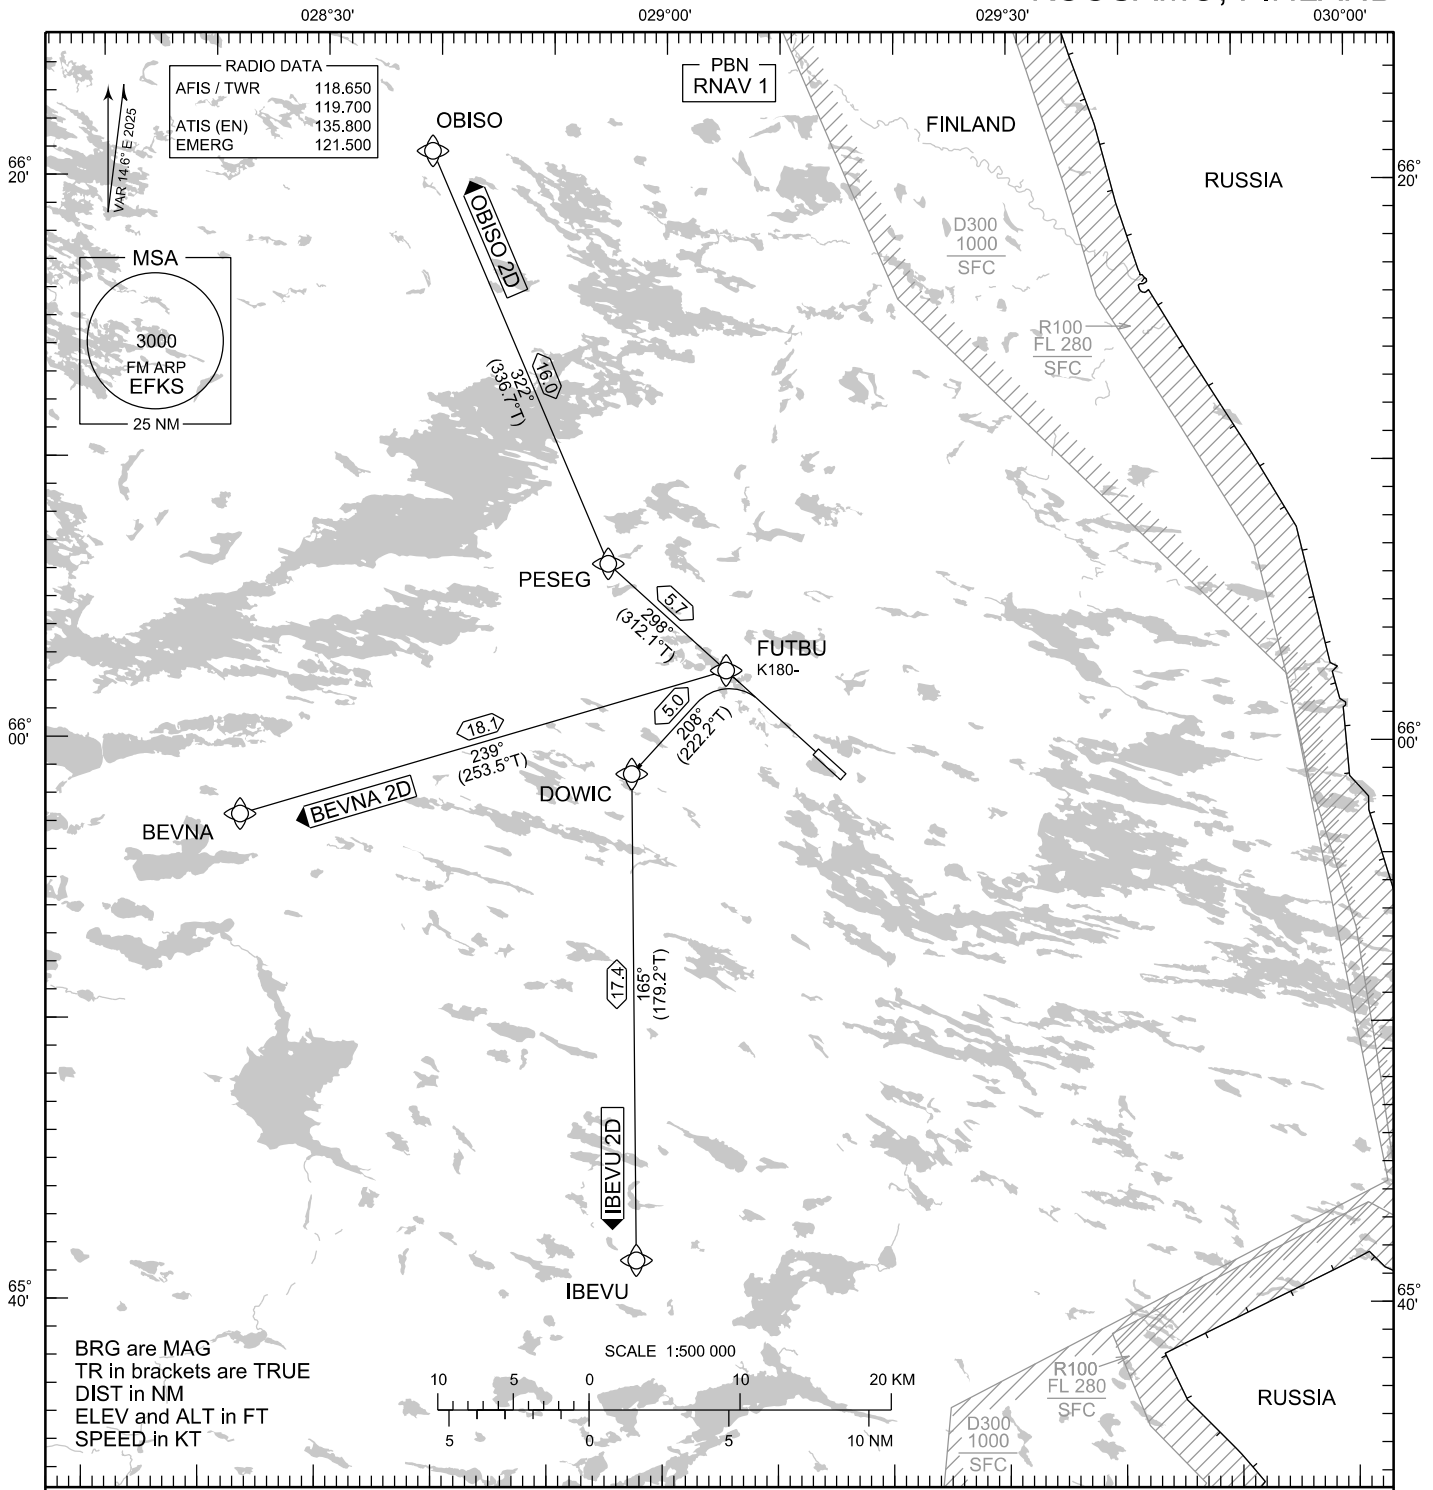 028°30'
029°00'
029°30'
030°00'
RADIO DATA
AFIS / TWR 118.650
119.700
ATIS (EN) 135.800
EMERG 121.500
PBN
RNAV 1
VAR 14.6° E 2025
OBISO
FINLAND
RUSSIA
66°
20'
66°
20'
OBISO 2D
D300
1000
SFC
MSA
3000
FM ARP
EFKS
25 NM
R100
FL 280
SFC
16.0
322°
(336.7°T)
PESEG
5.7
298°
(312.1°T)
FUTBU
K180-
5.0
208°
(222.2°T)
18.1
239°
(253.5°T)
66°
00'
66°
00'
DOWIC
BEVNA 2D
BEVNA
17.4
165°
(179.2°T)
IBEVU 2D
IBEVU
65°
40'
65°
40'
BRG are MAG
TR in brackets are TRUE
DIST in NM
ELEV and ALT in FT
SPEED in KT
SCALE 1:500 000
10 5 0 10 20 KM
5 0 5 10 NM
R100
FL 280
SFC
D300
1000
SFC
RUSSIA